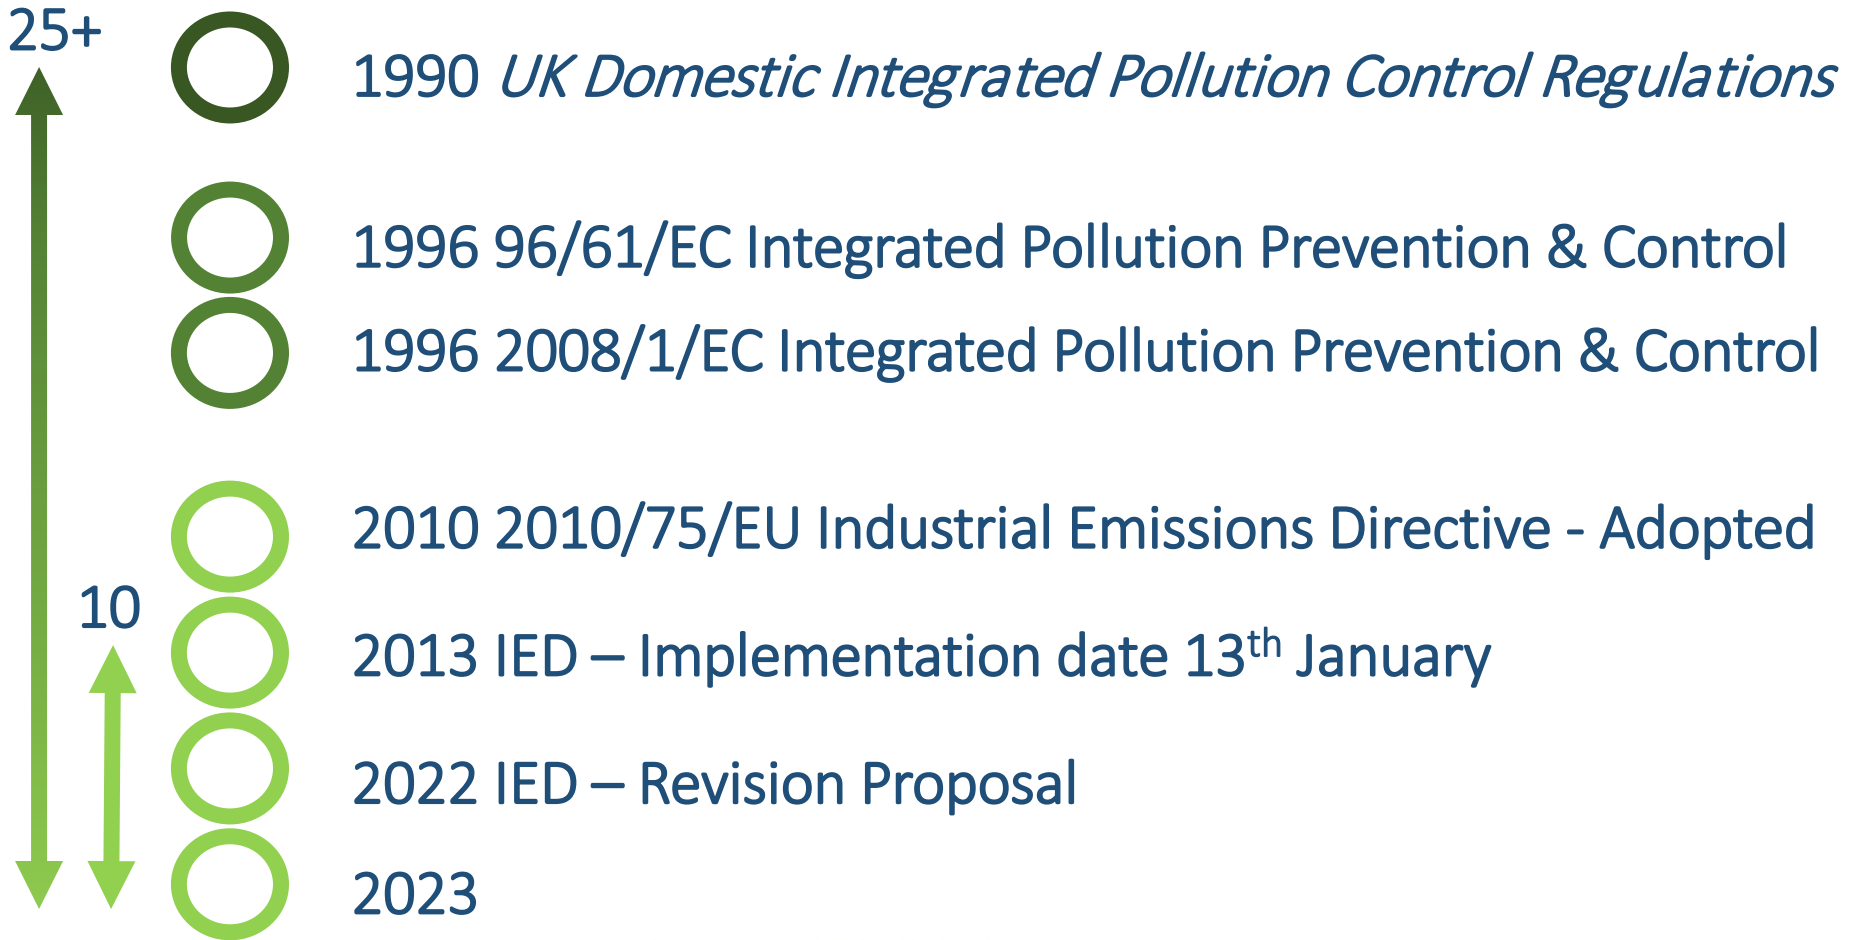 25+
1990 UK Domestic Integrated Pollution Control Regulations
1996 96/61/EC Integrated Pollution Prevention & Control
1996 2008/1/EC Integrated Pollution Prevention & Control
2010 2010/75/EU Industrial Emissions Directive - Adopted
10
2013 IED – Implementation date 13th January
2022 IED – Revision Proposal
2023